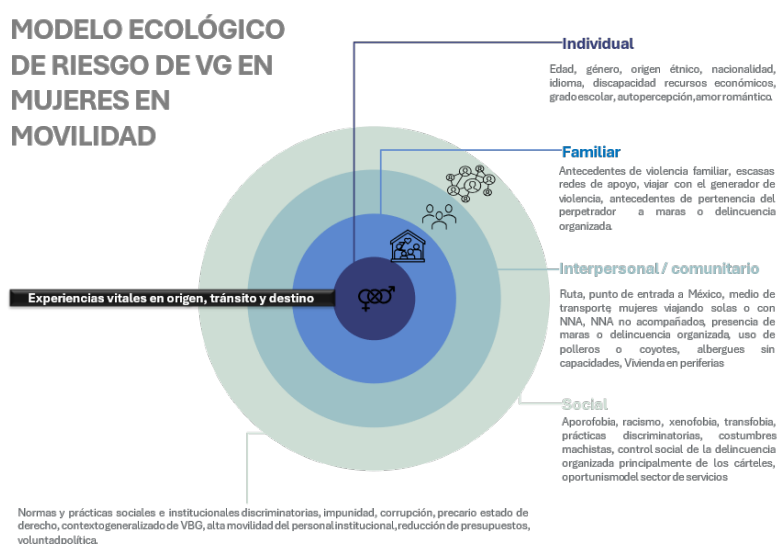 MODELO ECOLÓGICO
DE RIESGO DE VG EN
MUJERES EN
MOVILIDAD
Individual
Edad, género, origen étnico, nacionalidad,
idioma, discapacidad recursos económicos,
grado escolar, autopercepción, amor romántico.
Familiar
Antecedentes de violencia familiar, escasas
redes de apoyo, viajar con el generador de
violencia, antecedentes de pertenencia del
perpetrador a maras o delincuencia
organizada.
Interpersonal / comunitario
Experiencias vitales en origen, tránsito y destino
Ruta, punto de entrada a México, medio de
transporte, mujeres viajando solas o con
NNA, NNA no acompañados, presencia de
maras o delincuencia organizada, uso de
polleros o coyotes, albergues sin
capacidades, Vivienda en periferias
Social
Aporofobia, racismo, xenofobia, transfobia,
prácticas discriminatorias, costumbres
machistas, control social de la delincuencia
organizada principalmente de los cárteles,
oportunismo del sector de servicios
Normas y prácticas sociales e institucionales discriminatorias, impunidad, corrupción, precario estado de
derecho, contexto generalizado de VBG, alta movilidad del personal institucional, reducción de presupuestos,
voluntad política.